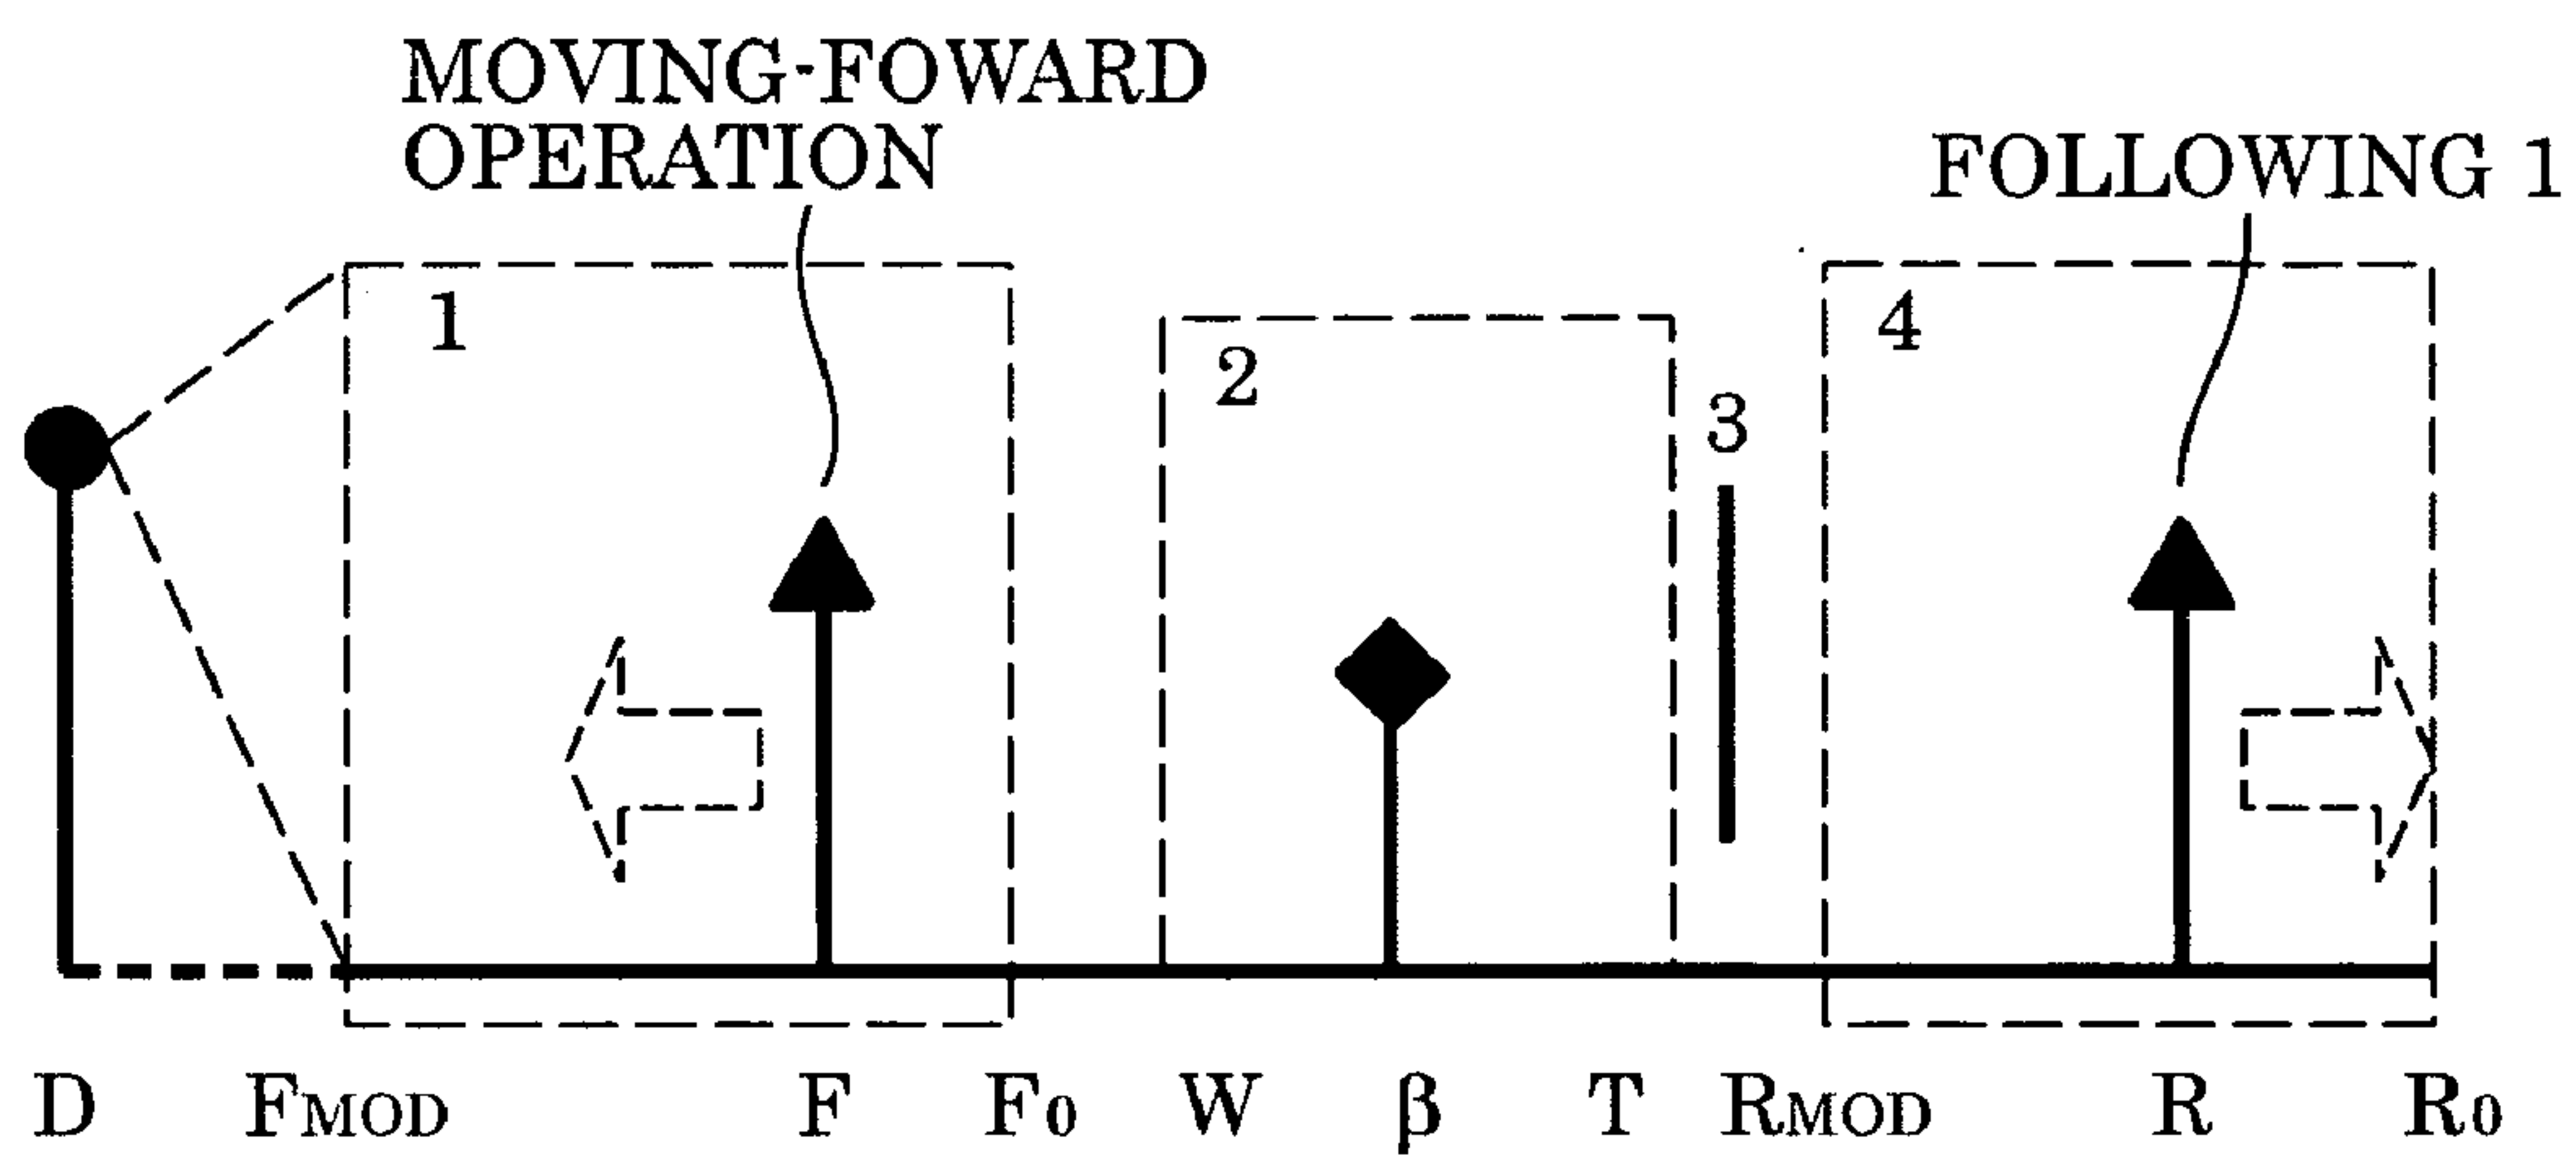 MOVING-FOWARD
OPERATION
FOLLOWING 1
1
2
3
4
D FMOD F F0 W β T RMOD R R0